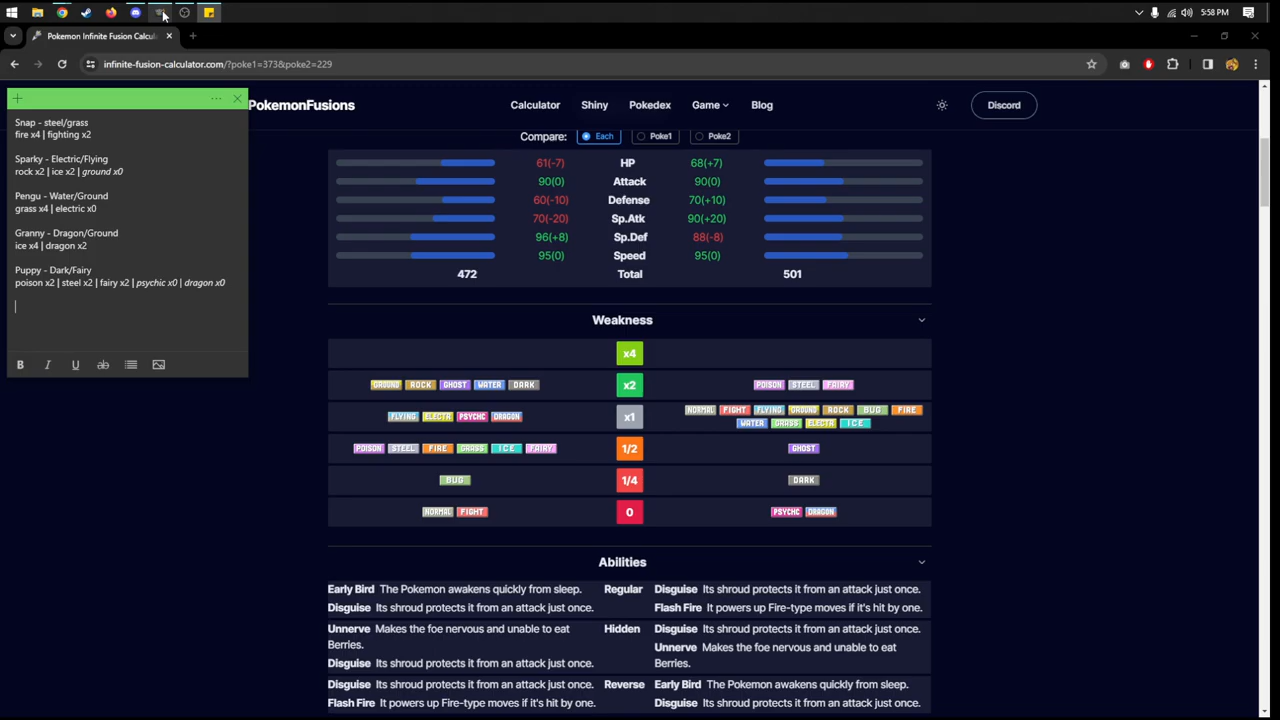 5:58 PM
Pokemon Infinite Fusion Calcul
infinite-fusion-calculator.com/?poke1=373&poke2=229
PokemonFusions
Calculator
Shiny
Pokedex
Game
Blog
Discord
Snap - steel/grass
fire x4 | fighting x2
Sparky - Electric/Flying
rock x2 | ice x2 | ground x0
Pengu - Water/Ground
grass x4 | electric x0
Granny - Dragon/Ground
ice x4 | dragon x2
Puppy - Dark/Fairy
poison x2 | steel x2 | fairy x2 | psychic x0 | dragon x0
B I U ab
Compare: Each Poke1 Poke2
61(-7) HP 68(+7)
90(0) Attack 90(0)
60(-10) Defense 70(+10)
70(-20) Sp.Atk 90(+20)
96(+8) Sp.Def 88(-8)
95(0) Speed 95(0)
472 Total 501
Weakness
x4
GROUND ROCK GHOST WATER DARK x2 POISON STEEL FAIRY
FLYING ELECTR PSYCHC DRAGON x1 NORMAL FIGHT FLYING GROUND ROCK BUG FIRE
WATER GRASS ELECTR ICE
POISON STEEL FIRE GRASS ICE FAIRY 1/2 GHOST
BUG 1/4 DARK
NORMAL FIGHT 0 PSYCHC DRAGON
Abilities
Early Bird The Pokemon awakens quickly from sleep. Regular Disguise Its shroud protects it from an attack just once.
Disguise Its shroud protects it from an attack just once. Flash Fire It powers up Fire-type moves if it's hit by one.
Unnerve Makes the foe nervous and unable to eat Hidden Disguise Its shroud protects it from an attack just once.
Berries. Unnerve Makes the foe nervous and unable to eat
Disguise Its shroud protects it from an attack just once. Berries.
Disguise Its shroud protects it from an attack just once. Reverse Early Bird The Pokemon awakens quickly from sleep.
Flash Fire It powers up Fire-type moves if it's hit by one. Disguise Its shroud protects it from an attack just once.